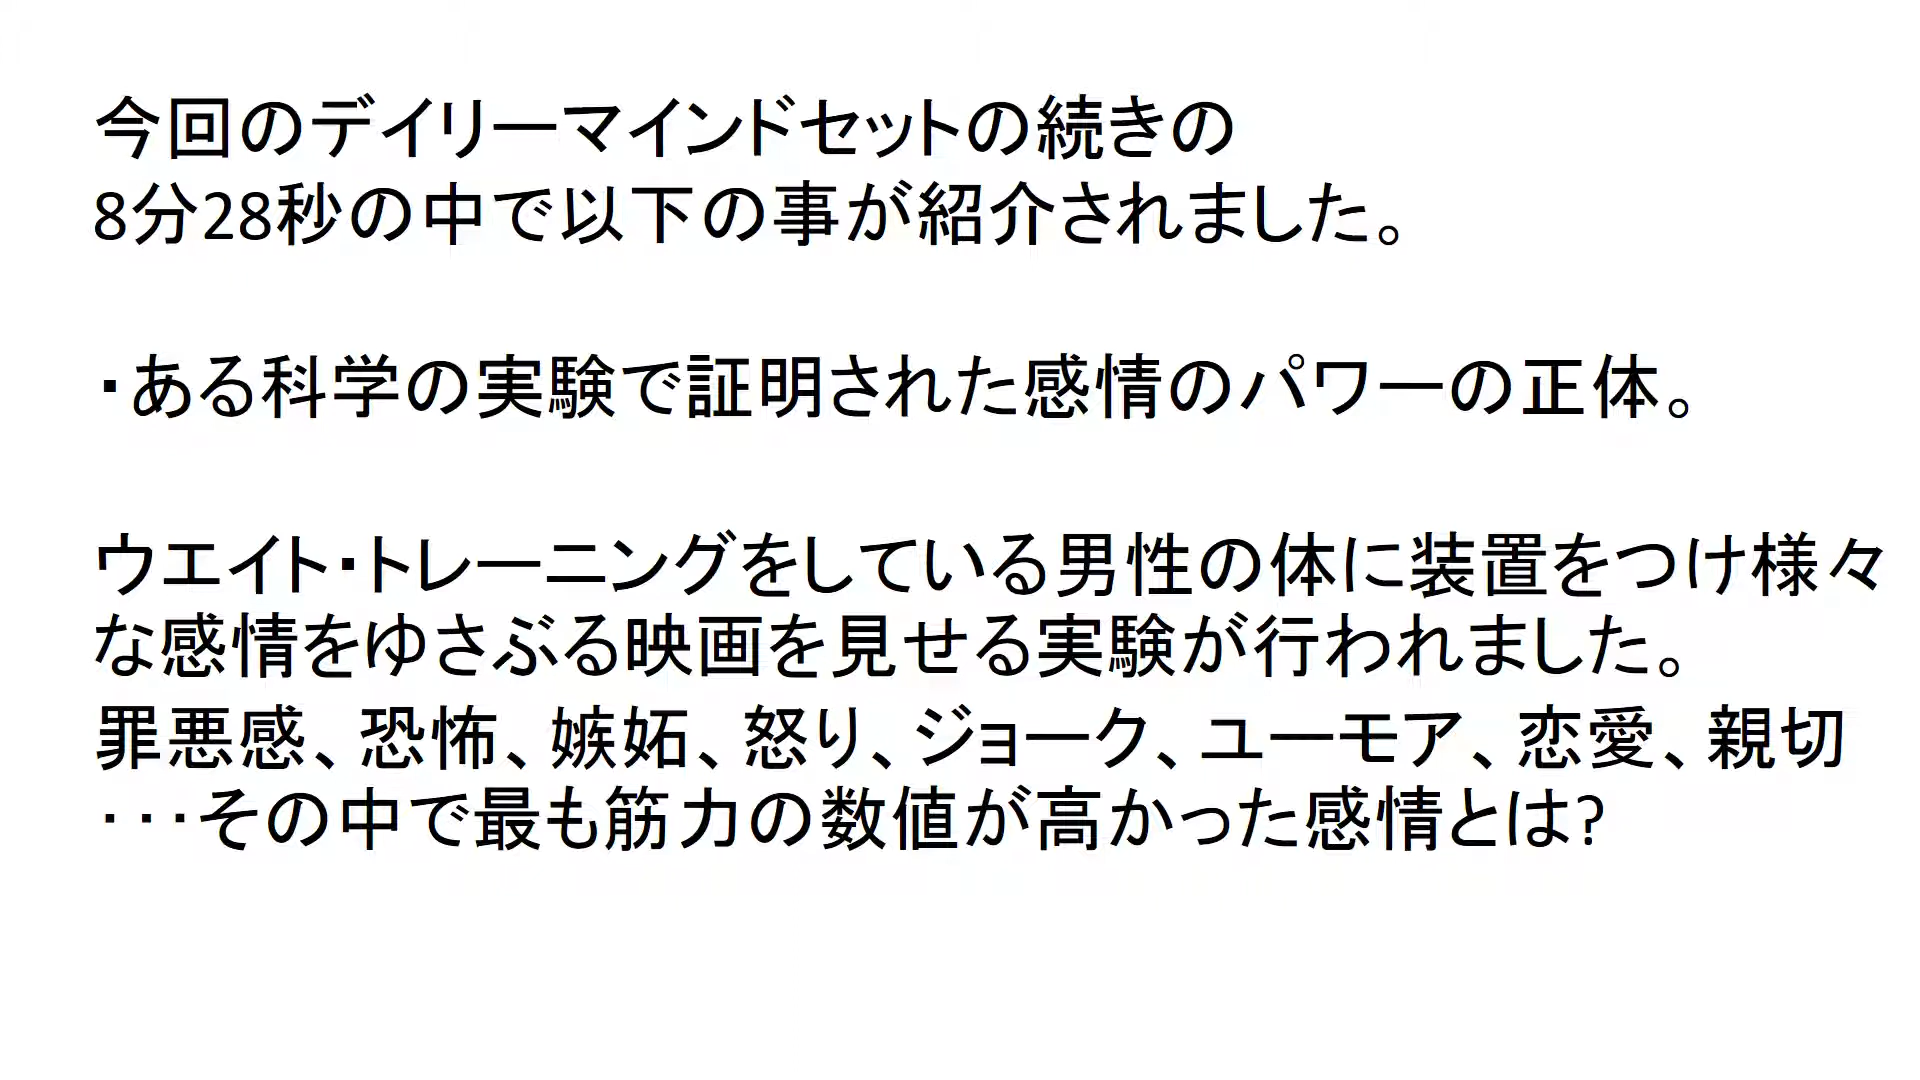 今回のデイリーマインドセットの続きの
8分28秒の中で以下の事が紹介されました。
・ある科学の実験で証明された感情のパワーの正体。
ウエイト・トレーニングをしている男性の体に装置をつけ様々
な感情をゆさぶる映画を見せる実験が行われました。
罪悪感、恐怖、嫉妬、怒り、ジョーク、ユーモア、恋愛、親切
・・・その中で最も筋力の数値が高かった感情とは?